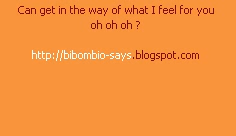 Can get in the way of what I feel for you
oh oh oh ?
http://bibombio-says.blogspot.com